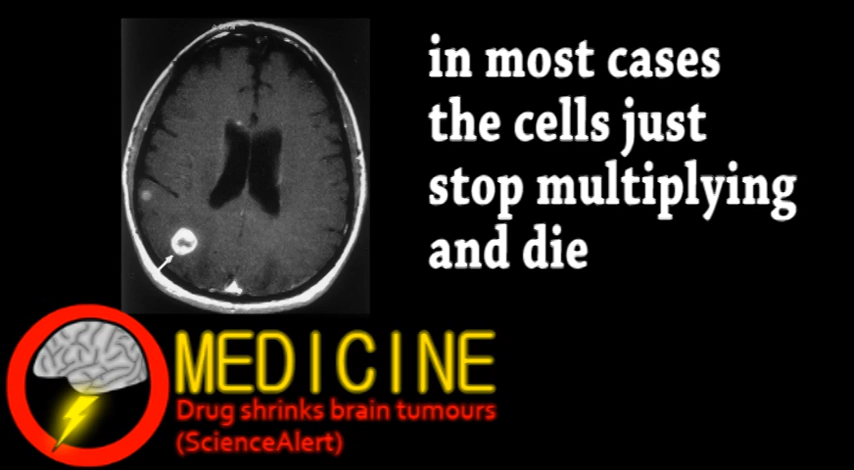 in most cases
the cells just
stop multiplying
and die
MEDICINE
Drug shrinks brain tumours
(ScienceAlert)